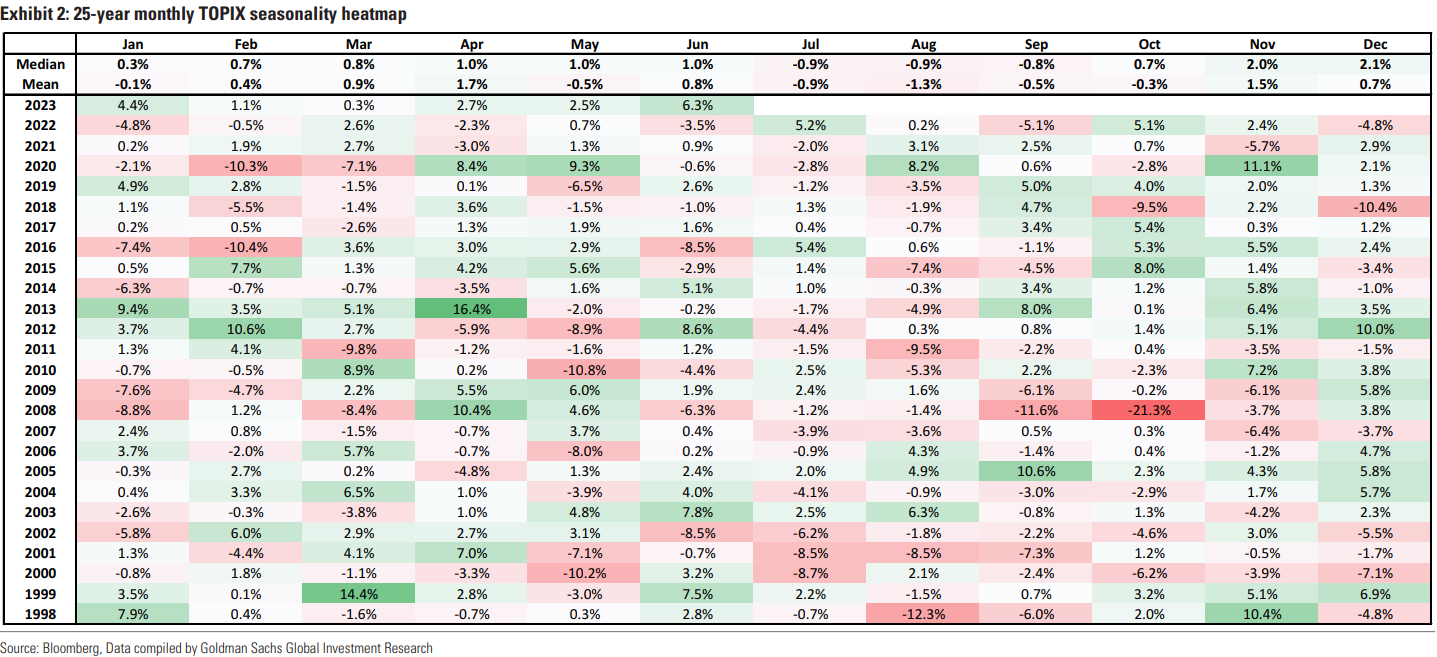 Exhibit 2: 25-year monthly TOPIX seasonality heatmap
Jan Feb Mar Apr May Jun Jul Aug Sep Oct Nov Dec
Median 0.3% 0.7% 0.8% 1.0% 1.0% 1.0% -0.9% -0.9% -0.8% 0.7% 2.0% 2.1%
Mean -0.1% 0.4% 0.9% 1.7% -0.5% 0.8% -0.9% -1.3% -0.5% -0.3% 1.5% 0.7%
2023 4.4% 1.1% 0.3% 2.7% 2.5% 6.3%
2022 -4.8% -0.5% 2.6% -2.3% 0.7% -3.5% 5.2% 0.2% -5.1% 5.1% 2.4% -4.8%
2021 0.2% 1.9% 2.7% -3.0% 1.3% 0.9% -2.0% 3.1% 2.5% 0.7% -5.7% 2.9%
2020 -2.1% -10.3% -7.1% 8.4% 9.3% -0.6% -2.8% 8.2% 0.6% -2.8% 11.1% 2.1%
2019 4.9% 2.8% -1.5% 0.1% -6.5% 2.6% -1.2% -3.5% 5.0% 4.0% 2.0% 1.3%
2018 1.1% -5.5% -1.4% 3.6% -1.5% -1.0% 1.3% -1.9% 4.7% -9.5% 2.2% -10.4%
2017 0.2% 0.5% -2.6% 1.3% 1.9% 1.6% 0.4% -0.7% 3.4% 5.4% 0.3% 1.2%
2016 -7.4% -10.4% 3.6% 3.0% 2.9% -8.5% 5.4% 0.6% -1.1% 5.3% 5.5% 2.4%
2015 0.5% 7.7% 1.3% 4.2% 5.6% -2.9% 1.4% -7.4% -4.5% 8.0% 1.4% -3.4%
2014 -6.3% -0.7% -0.7% -3.5% 1.6% 5.1% 1.0% -0.3% 3.4% 1.2% 5.8% -1.0%
2013 9.4% 3.5% 5.1% 16.4% -2.0% -0.2% -1.7% -4.9% 8.0% 0.1% 6.4% 3.5%
2012 3.7% 10.6% 2.7% -5.9% -8.9% 8.6% -4.4% 0.3% 0.8% 1.4% 5.1% 10.0%
2011 1.3% 4.1% -9.8% -1.2% -1.6% 1.2% -1.5% -9.5% -2.2% 0.4% -3.5% -1.5%
2010 -0.7% -0.5% 8.9% 0.2% -10.8% -4.4% 2.5% -5.3% 2.2% -2.3% 7.2% 3.8%
2009 -7.6% -4.7% 2.2% 5.5% 6.0% 1.9% 2.4% 1.6% -6.1% -0.2% -6.1% 5.8%
2008 -8.8% 1.2% -8.4% 10.4% 4.6% -6.3% -1.2% -1.4% -11.6% -21.3% -3.7% 3.8%
2007 2.4% 0.8% -1.5% -0.7% 3.7% 0.4% -3.9% -3.6% 0.5% 0.3% -6.4% -3.7%
2006 3.7% -2.0% 5.7% -0.7% -8.0% 0.2% -0.9% 4.3% -1.4% 0.4% -1.2% 4.7%
2005 -0.3% 2.7% 0.2% -4.8% 1.3% 2.4% 2.0% 4.9% 10.6% 2.3% 4.3% 5.8%
2004 0.4% 3.3% 6.5% 1.0% -3.9% 4.0% -4.1% -0.9% -3.0% -2.9% 1.7% 5.7%
2003 -2.6% -0.3% -3.8% 1.0% 4.8% 7.8% 2.5% 6.3% -0.8% 1.3% -4.2% 2.3%
2002 -5.8% 6.0% 2.9% 2.7% 3.1% -8.5% -6.2% -1.8% -2.2% -4.6% 3.0% -5.5%
2001 1.3% -4.4% 4.1% 7.0% -7.1% -0.7% -8.5% -8.5% -7.3% 1.2% -0.5% -1.7%
2000 -0.8% 1.8% -1.1% -3.3% -10.2% 3.2% -8.7% 2.1% -2.4% -6.2% -3.9% -7.1%
1999 3.5% 0.1% 14.4% 2.8% -3.0% 7.5% 2.2% -1.5% 0.7% 3.2% 5.1% 6.9%
1998 7.9% 0.4% -1.6% -0.7% 0.3% 2.8% -0.7% -12.3% -6.0% 2.0% 10.4% -4.8%
Source: Bloomberg, Data compiled by Goldman Sachs Global Investment Research